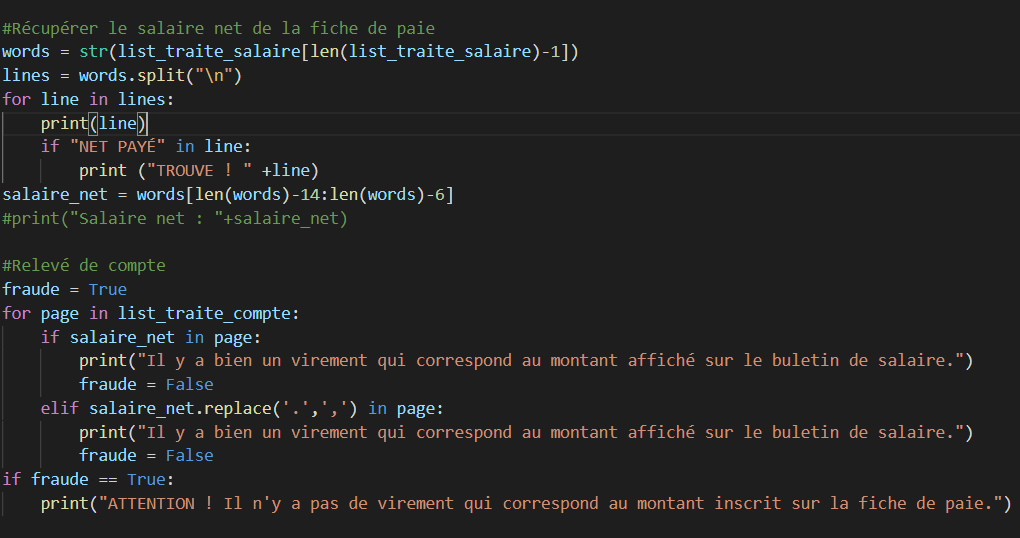 #Récupérer le salaire net de la fiche de paie
words = str(list_traite_salaire[len(list_traite_salaire)-1])
lines = words.split("\n")
for line in lines:
    print(line)
    if "NET PAYÉ" in line:
        print ("TROUVE ! " +line)
salaire_net = words[len(words)-14:len(words)-6]
#print("Salaire net : "+salaire_net)

#Relevé de compte
fraude = True
for page in list_traite_compte:
    if salaire_net in page:
        print("Il y a bien un virement qui correspond au montant affiché sur le buletin de salaire.")
        fraude = False
    elif salaire_net.replace('.',',') in page:
        print("Il y a bien un virement qui correspond au montant affiché sur le buletin de salaire.")
        fraude = False
if fraude == True:
    print("ATTENTION ! Il n'y a pas de virement qui correspond au montant inscrit sur la fiche de paie.")